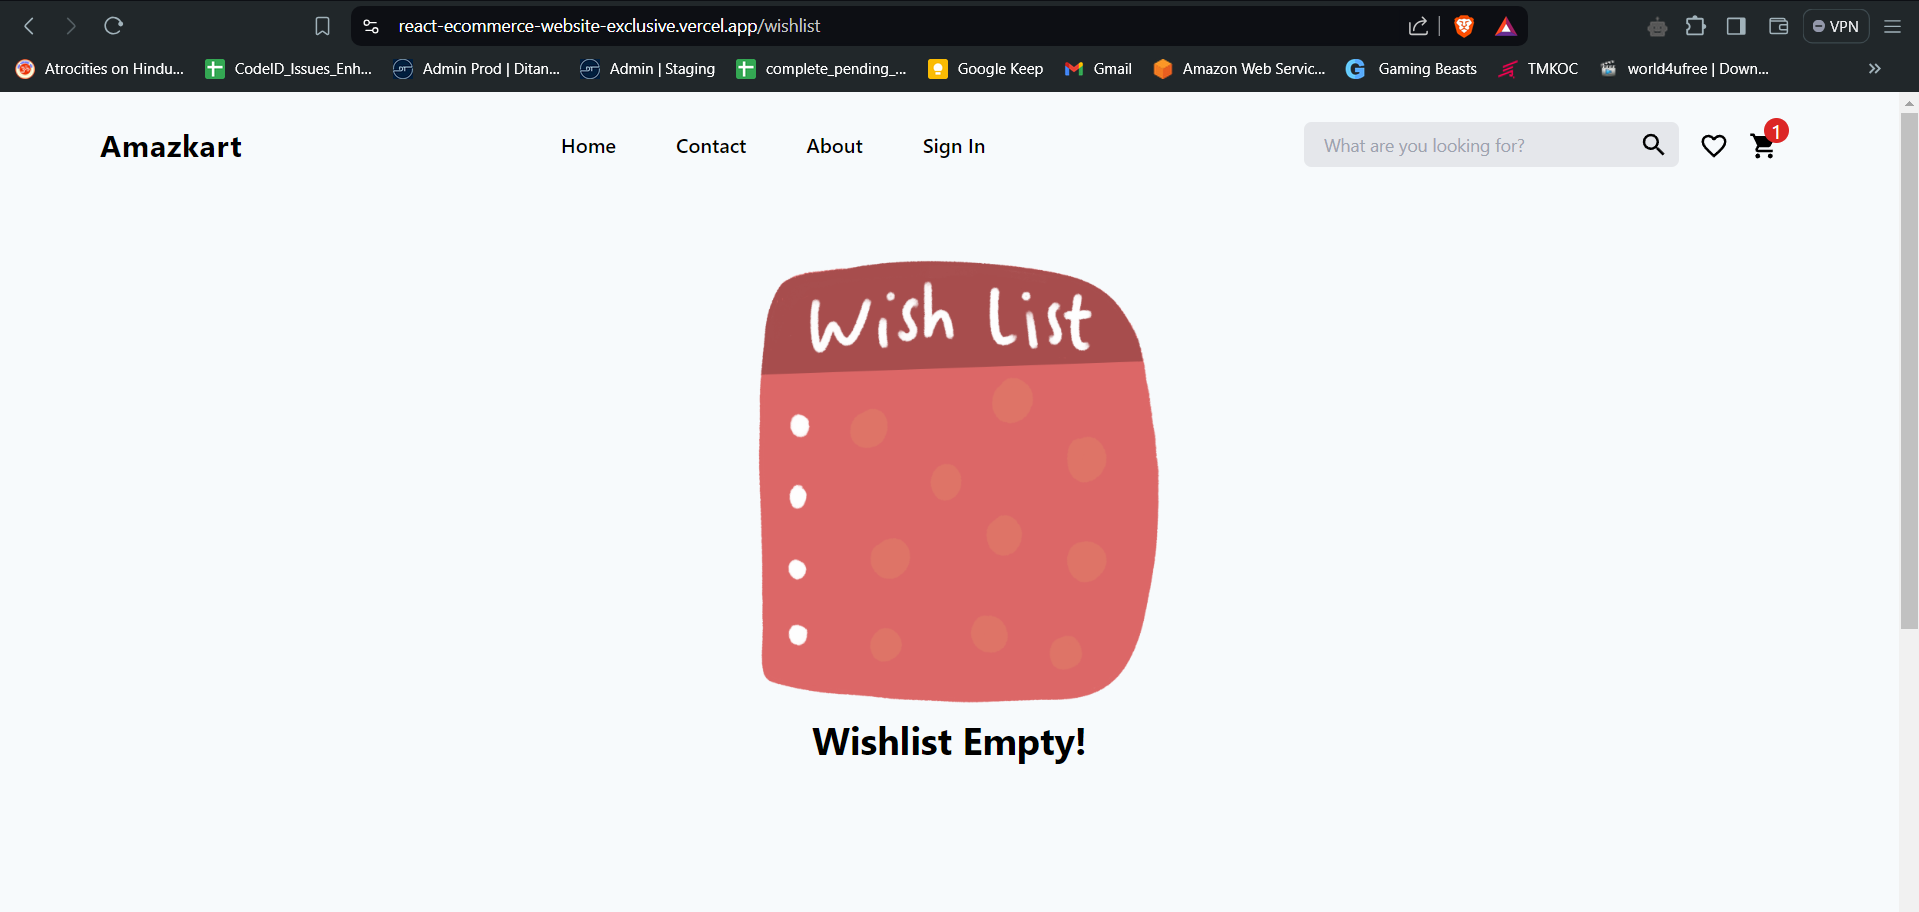 react-ecommerce-website-exclusive.vercel.app/wishlist
VPN
Atrocities on Hindu...
CodeID_Issues_Enh...
Admin Prod | Ditan...
Admin | Staging
complete_pending_...
Google Keep
Gmail
Amazon Web Servic...
Gaming Beasts
TMKOC
world4ufree | Down...
Amazkart
Home
Contact
About
Sign In
What are you looking for?
1
Wish List
Wishlist Empty!